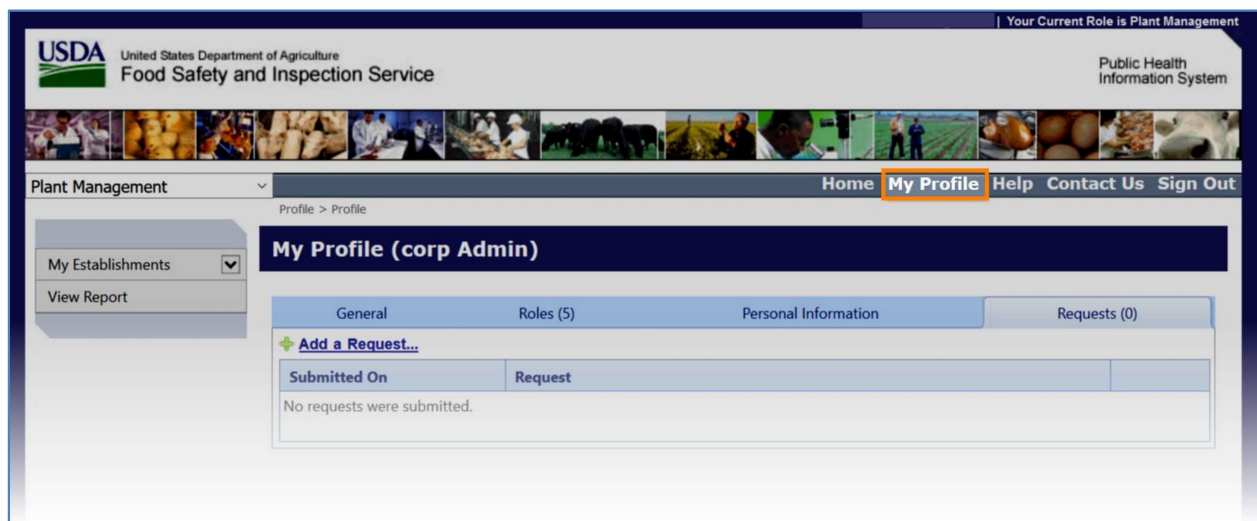 | Your Current Role is Plant Management
USDA
United States Department of Agriculture
Food Safety and Inspection Service
Public Health
Information System
Plant Management
Home My Profile Help Contact Us Sign Out
Profile > Profile
My Profile (corp Admin)
My Establishments
View Report
General Roles (5) Personal Information Requests (0)
Add a Request...
Submitted On Request
No requests were submitted.